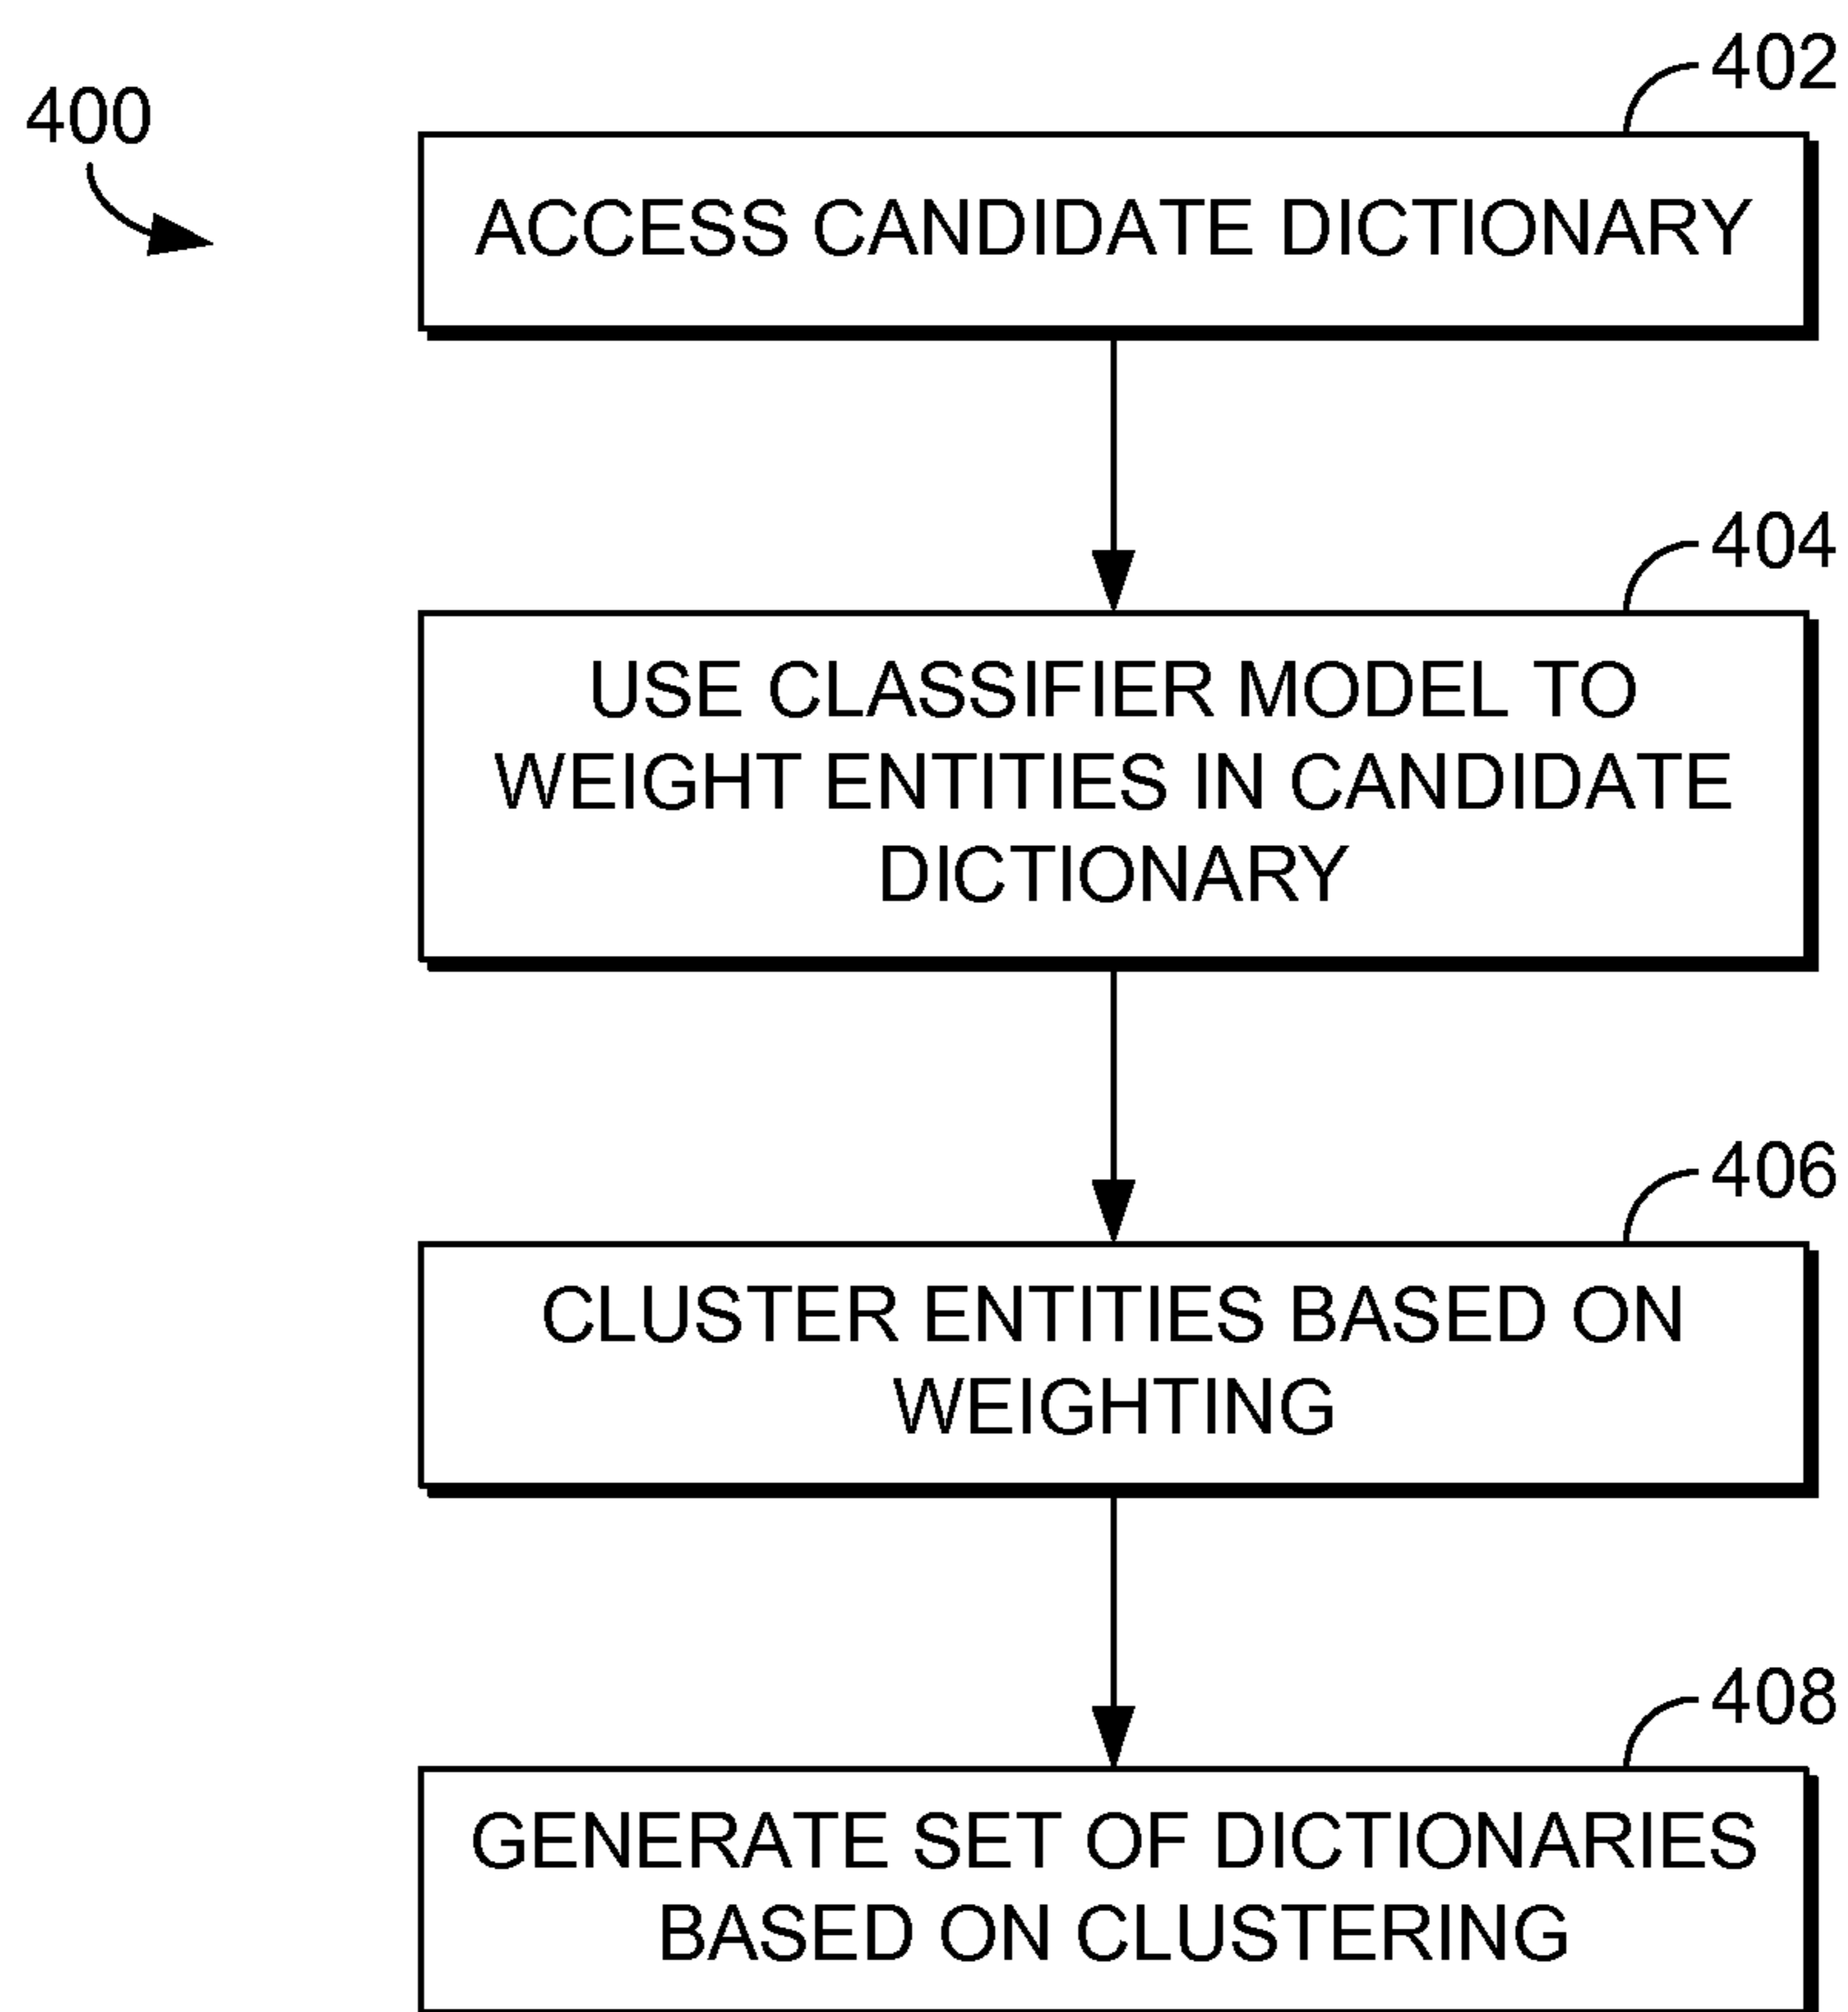 400
402
ACCESS CANDIDATE DICTIONARY
404
USE CLASSIFIER MODEL TO
WEIGHT ENTITIES IN CANDIDATE
DICTIONARY
406
CLUSTER ENTITIES BASED ON
WEIGHTING
408
GENERATE SET OF DICTIONARIES
BASED ON CLUSTERING